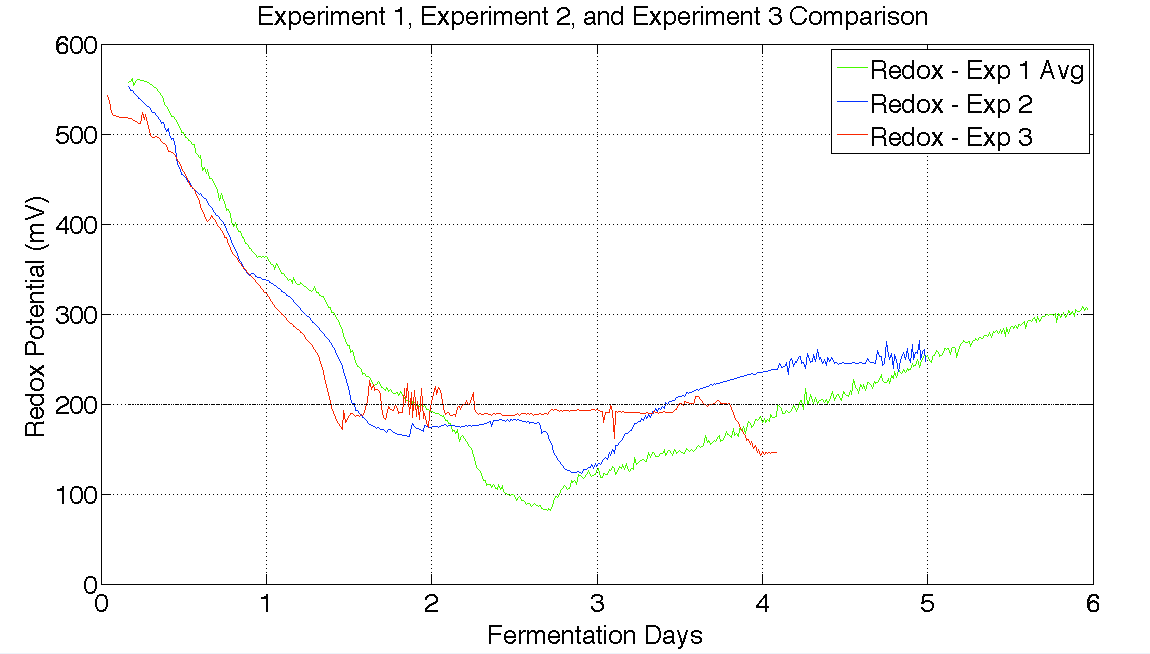 Experiment 1, Experiment 2, and Experiment 3 Comparison
600
500
400
300
200
100
0
Redox Potential (mV)
Redox - Exp 1 Avg
Redox - Exp 2
Redox - Exp 3
0 1 2 3 4 5 6
Fermentation Days